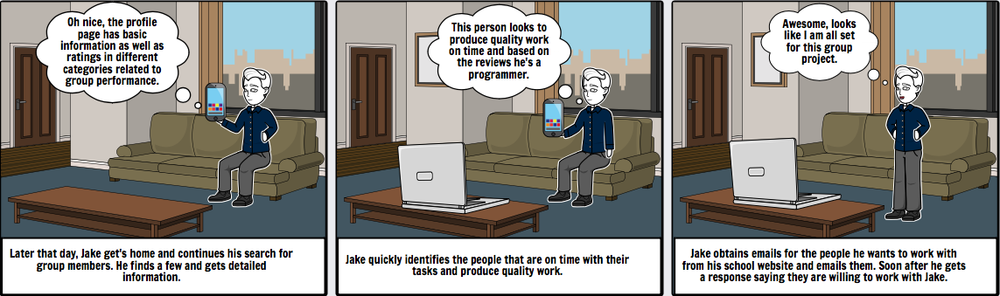 Oh nice, the profile
page has basic
information as well as
ratings in different
categories related to
group performance.
Later that day, Jake get's home and continues his search for
group members. He finds a few and gets detailed
information.
This person looks to
produce quality work
on time and based on
the reviews he's a
programmer.
Jake quickly identifies the people that are on time with their
tasks and produce quality work.
Awesome, looks
like I am all set
for this group
project.
Jake obtains emails for the people he wants to work with
from his school website and emails them. Soon after he gets
a response saying they are willing to work with Jake.